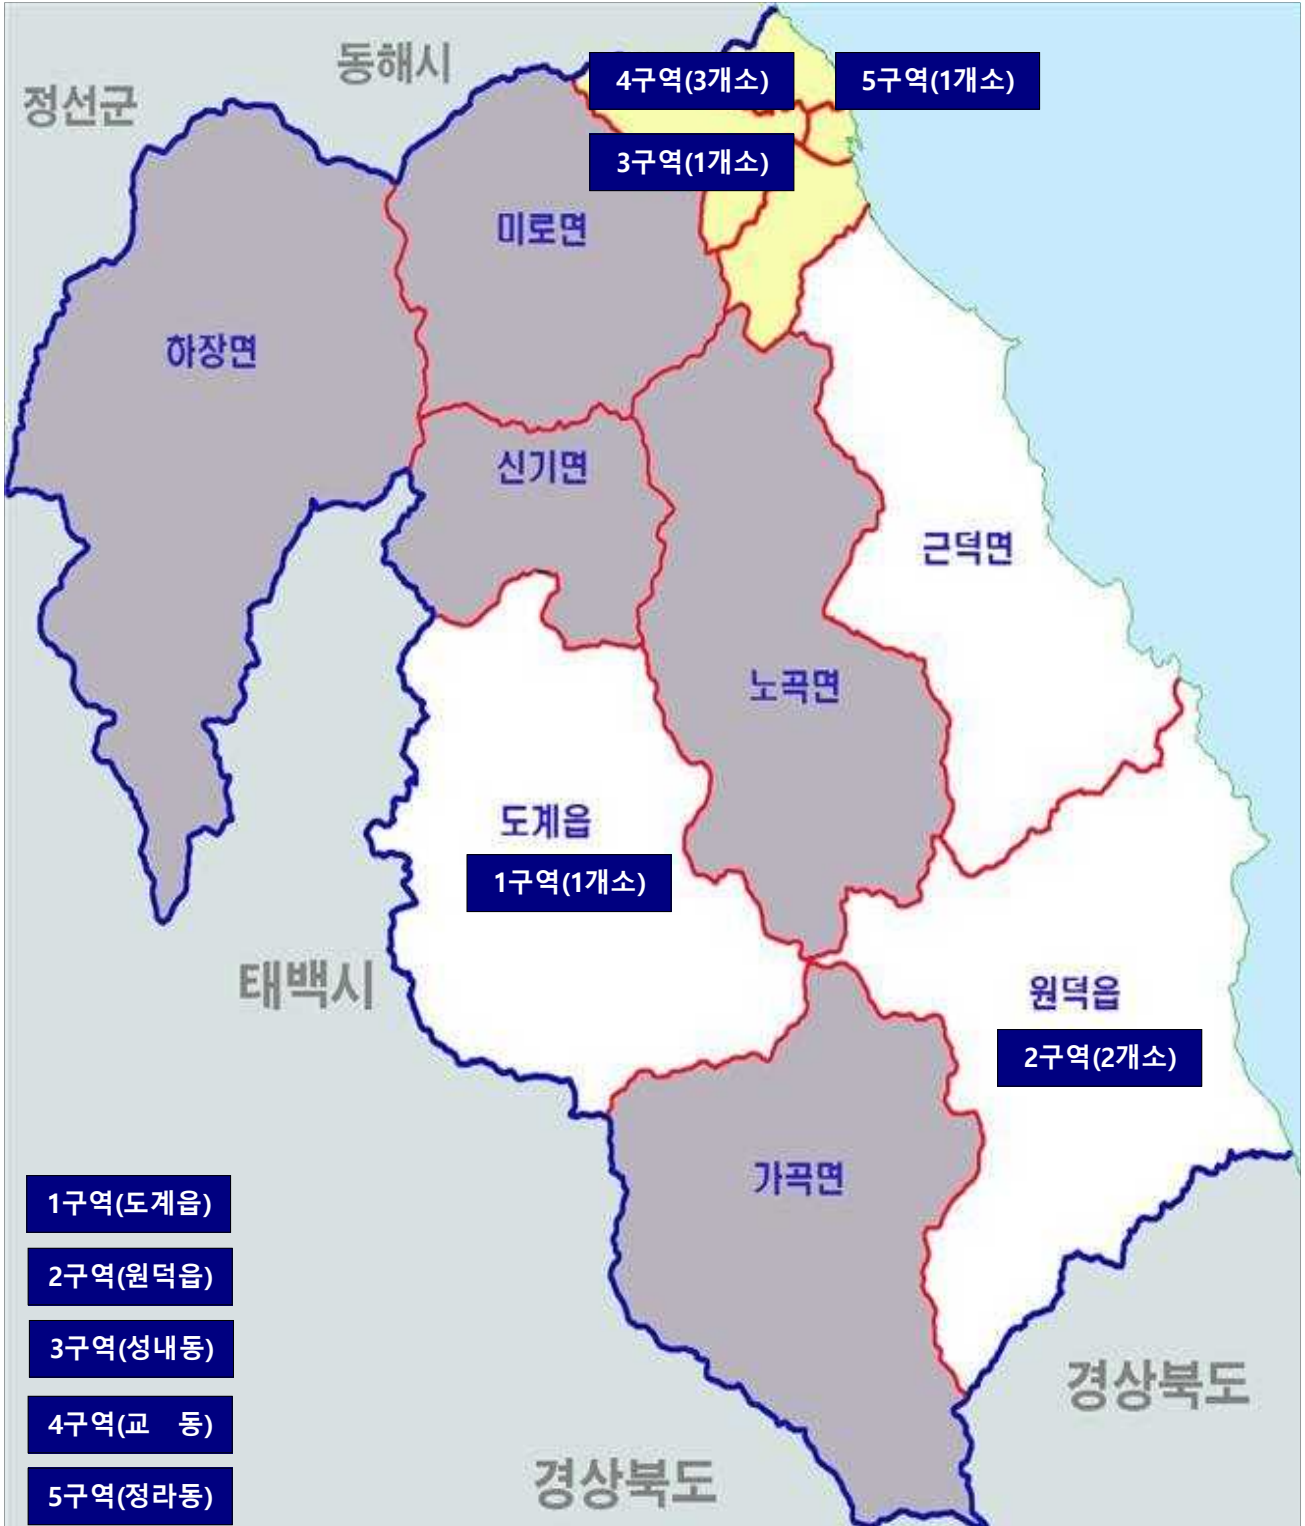 동해시
정선군
4구역(3개소)
5구역(1개소)
3구역(1개소)
미로면
하장면
신기면
근덕면
노곡면
도계읍
1구역(1개소)
태백시
원덕읍
2구역(2개소)
가곡면
1구역(도계읍)
2구역(원덕읍)
3구역(성내동)
4구역(교 동)
5구역(정라동)
경상북도
경상북도